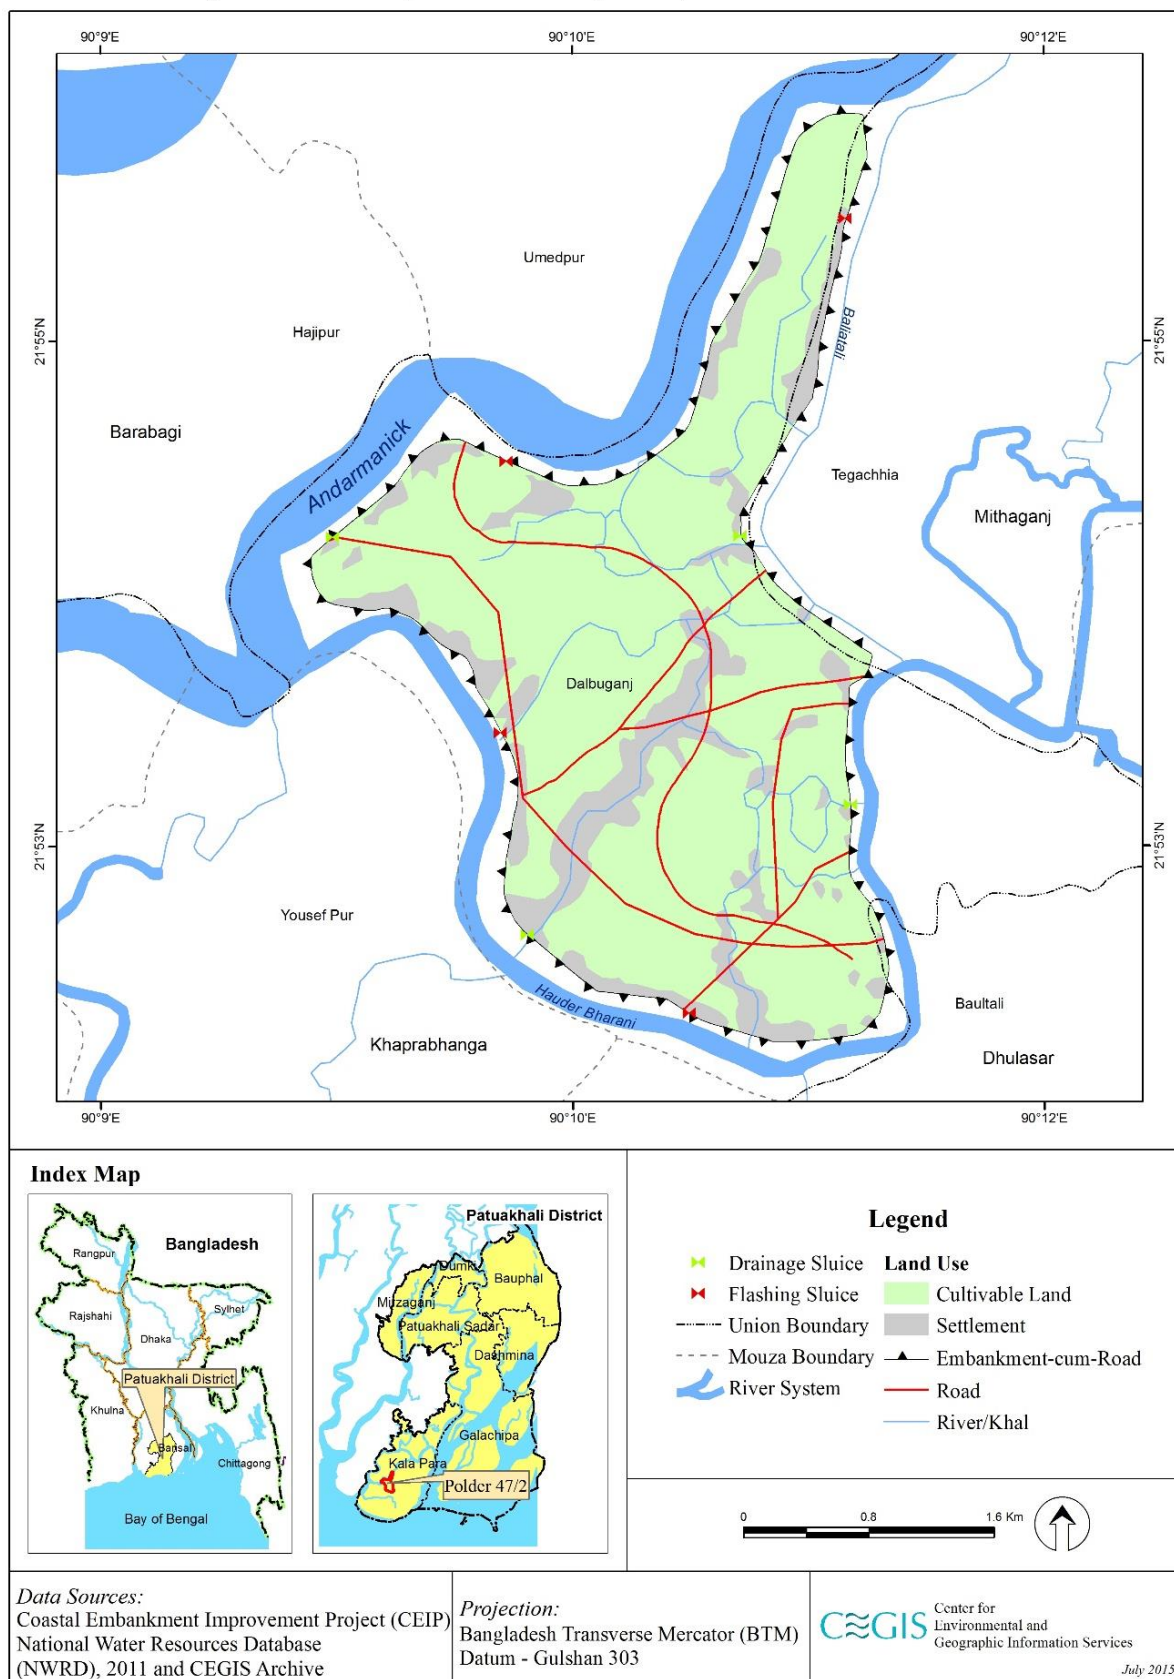 90°9'E
90°10'E
90°12'E
21°55'N
21°55'N
Umedpur
Hajipur
Baliatali
Barabagi
Andarmanick
Tegachhia
Mithaganj
Dalbuganj
21°53'N
21°53'N
Yousef Pur
Hauder Bharani
Baultali
Khaprabhanga
Dhulasar
90°9'E
90°10'E
90°12'E
Index Map
Bangladesh
Rangpur
Rajshahi
Sylhet
Dhaka
Patuakhali District
Khulna
Barisal
Chittagong
Bay of Bengal
Patuakhali District
Dumki
Bauphal
Mirzaganj
Patuakhali Sadar
Dashmina
Galachipa
Kala Para
Polder 47/2
Legend
Drainage Sluice
Flashing Sluice
Union Boundary
Mouza Boundary
River System
Land Use
Cultivable Land
Settlement
Embankment-cum-Road
Road
River/Khal
0 0.8 1.6 Km
Data Sources:
Coastal Embankment Improvement Project (CEIP)
National Water Resources Database
(NWRD), 2011 and CEGIS Archive
Projection:
Bangladesh Transverse Mercator (BTM)
Datum - Gulshan 303
CEGIS
Center for
Environmental and
Geographic Information Services
July 2015